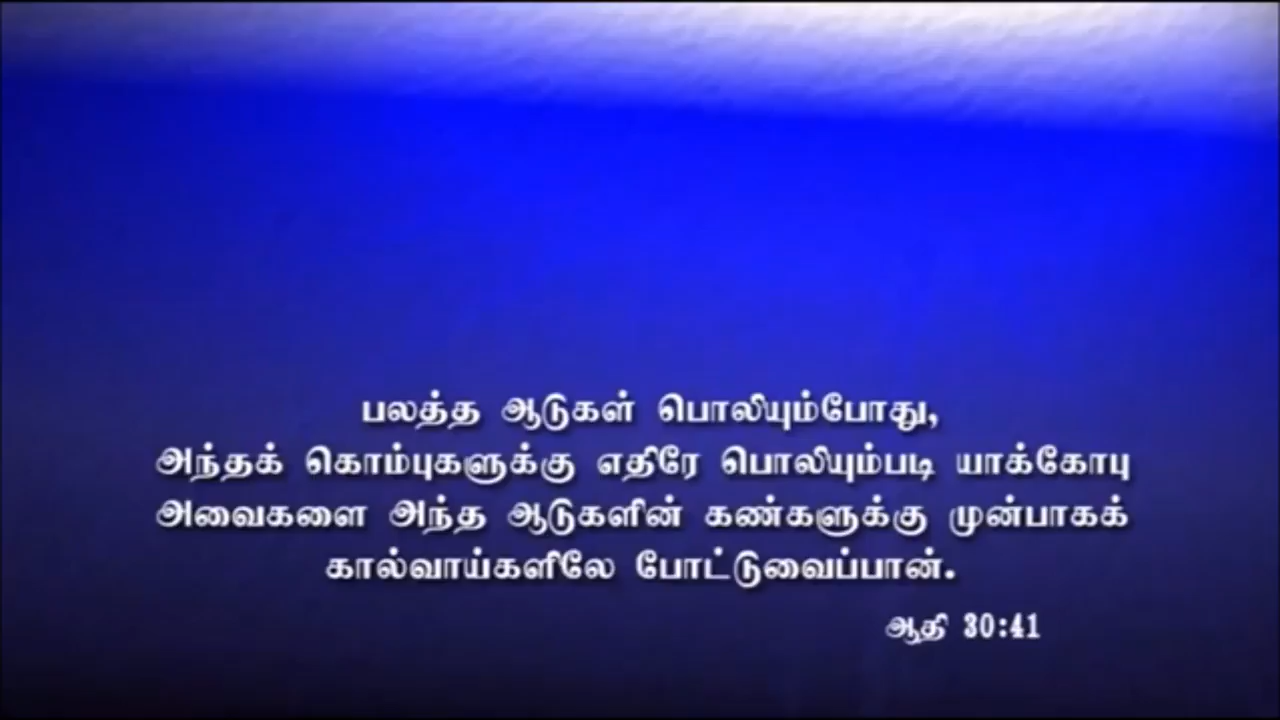 பலத்த ஆடுகள் பொலியும்போது,
அந்தக் கொம்புகளுக்கு எதிரே பொலியும்படி யாக்கோபு
அவைகளை அந்த ஆடுகளின் கண்களுக்கு முன்பாகக்
கால்வாய்களிலே போட்டுவைப்பான்.
ஆதி 30:41